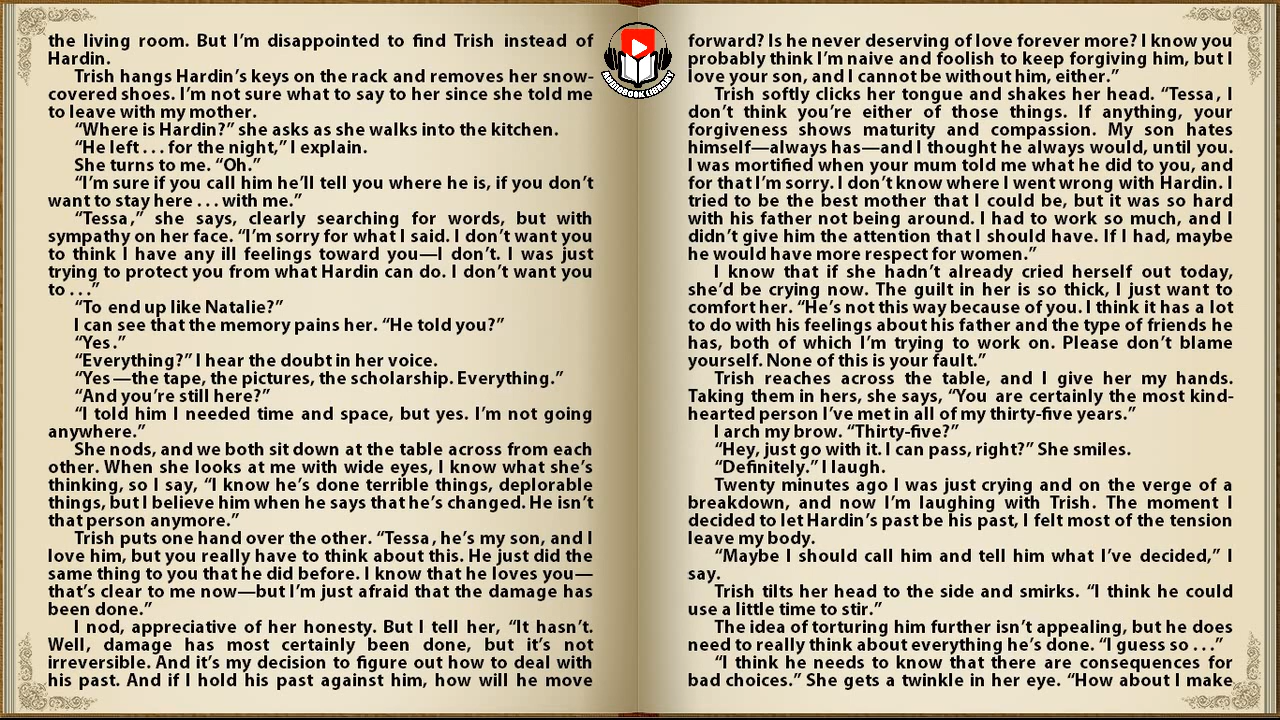 the living room. But I’m disappointed to find Trish instead of
Hardin.
Trish hangs Hardin’s keys on the rack and removes her snow-
covered shoes. I’m not sure what to say to her since she told me
to leave with my mother.
“Where is Hardin?” she asks as she walks into the kitchen.
“He left . . . for the night,” I explain.
She turns to me. “Oh.”
“I’m sure if you call him he’ll tell you where he is, if you don’t
want to stay here . . . with me.”
“Tessa,” she says, clearly searching for words, but with
sympathy on her face. “I’m sorry for what I said. I don’t want you
to think I have any ill feelings toward you—I don’t. I was just
trying to protect you from what Hardin can do. I don’t want you
to . . .”
“To end up like Natalie?”
I can see that the memory pains her. “He told you?”
“Yes.”
“Everything?” I hear the doubt in her voice.
“Yes—the tape, the pictures, the scholarship. Everything.”
“And you’re still here?”
“I told him I needed time and space, but yes. I’m not going
anywhere.”
She nods, and we both sit down at the table across from each
other. When she looks at me with wide eyes, I know what she’s
thinking, so I say, “I know he’s done terrible things, deplorable
things, but I believe him when he says that he’s changed. He isn’t
that person anymore.”
Trish puts one hand over the other. “Tessa, he’s my son, and I
love him, but you really have to think about this. He just did the
same thing to you that he did before. I know that he loves you—
that’s clear to me now—but I’m just afraid that the damage has
been done.”
I nod, appreciative of her honesty. But I tell her, “It hasn’t.
Well, damage has most certainly been done, but it’s not
irreversible. And it’s my decision to figure out how to deal with
his past. And if I hold his past against him, how will he move
AUDIOBOOK LIBRARY
forward? Is he never deserving of love forever more? I know you
probably think I’m naive and foolish to keep forgiving him, but I
love your son, and I cannot be without him, either.”
Trish softly clicks her tongue and shakes her head. “Tessa, I
don’t think you’re either of those things. If anything, your
forgiveness shows maturity and compassion. My son hates
himself—always has—and I thought he always would, until you.
I was mortified when your mum told me what he did to you, and
for that I’m sorry. I don’t know where I went wrong with Hardin. I
tried to be the best mother that I could be, but it was so hard
with his father not being around. I had to work so much, and I
didn’t give him the attention that I should have. If I had, maybe
he would have more respect for women.”
I know that if she hadn’t already cried herself out today,
she’d be crying now. The guilt in her is so thick, I just want to
comfort her. “He’s not this way because of you. I think it has a lot
to do with his feelings about his father and the type of friends he
has, both of which I’m trying to work on. Please don’t blame
yourself. None of this is your fault.”
Trish reaches across the table, and I give her my hands.
Taking them in hers, she says, “You are certainly the most kind-
hearted person I’ve met in all of my thirty-five years.”
I arch my brow. “Thirty-five?”
“Hey, just go with it. I can pass, right?” She smiles.
“Definitely.” I laugh.
Twenty minutes ago I was just crying and on the verge of a
breakdown, and now I’m laughing with Trish. The moment I
decided to let Hardin’s past be his past, I felt most of the tension
leave my body.
“Maybe I should call him and tell him what I’ve decided,” I
say.
Trish tilts her head to the side and smirks. “I think he could
use a little time to stir.”
The idea of torturing him further isn’t appealing, but he does
need to really think about everything he’s done. “I guess so . . .”
“I think he needs to know that there are consequences for
bad choices.” She gets a twinkle in her eye. “How about I make